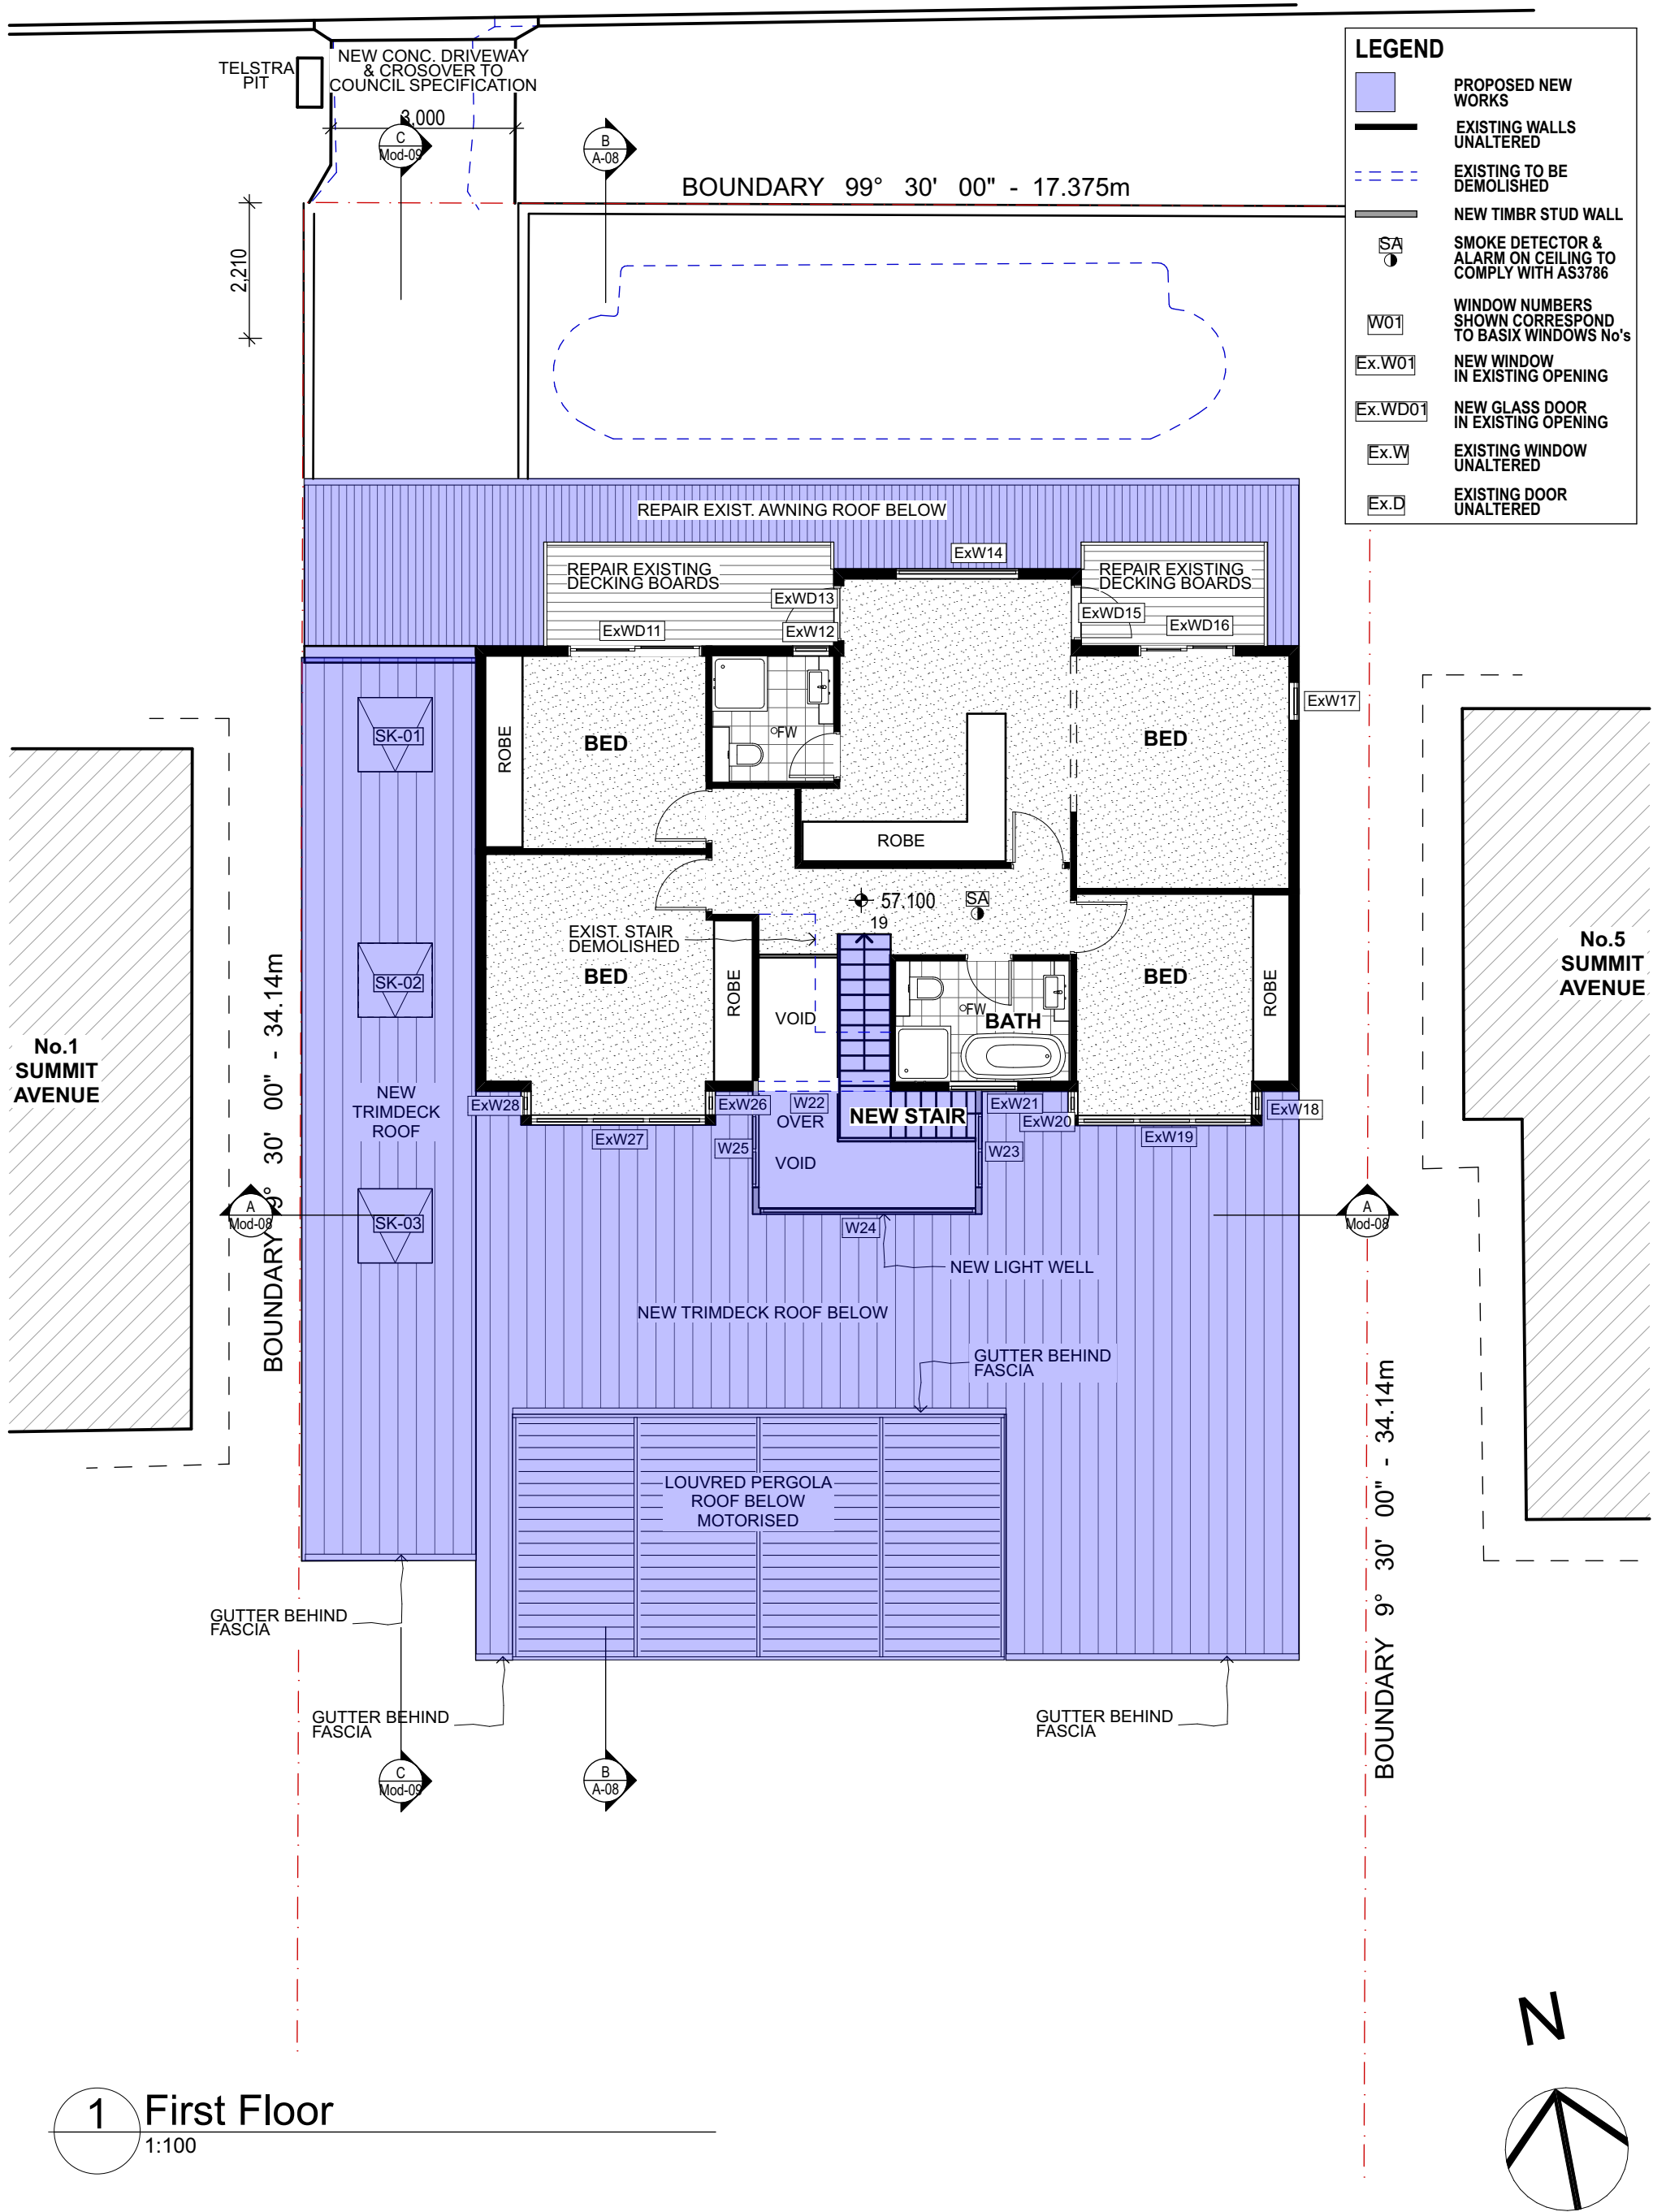 TELSTRA
PIT
NEW CONC. DRIVEWAY
& CROSOVER TO
COUNCIL SPECIFICATION
3,000
C
Mod-09
B
A-08
BOUNDARY 99° 30' 00" - 17.375m
2,210
LEGEND
PROPOSED NEW
WORKS
EXISTING WALLS
UNALTERED
EXISTING TO BE
DEMOLISHED
NEW TIMBR STUD WALL
SA
SMOKE DETECTOR &
ALARM ON CEILING TO
COMPLY WITH AS3786
W01
WINDOW NUMBERS
SHOWN CORRESPOND
TO BASIX WINDOWS No's
Ex.W01
NEW WINDOW
IN EXISTING OPENING
Ex.WD01
NEW GLASS DOOR
IN EXISTING OPENING
Ex.W
EXISTING WINDOW
UNALTERED
Ex.D
EXISTING DOOR
UNALTERED
REPAIR EXIST. AWNING ROOF BELOW
ExW14
REPAIR EXISTING
DECKING BOARDS
REPAIR EXISTING
DECKING BOARDS
ExWD13
ExWD15
ExWD11
ExW12
ExWD16
ExW17
SK-01
ROBE
BED
FW
BED
ROBE
57.100
SA
19
EXIST. STAIR
DEMOLISHED
BED
ROBE
VOID
FW
BATH
BED
ROBE
SK-02
No.1
SUMMIT
AVENUE
No.5
SUMMIT
AVENUE
BOUNDARY 9° 30' 00" - 34.14m
NEW
TRIMDECK
ROOF
ExW28
ExW26
W22
OVER
NEW STAIR
ExW21
ExW20
ExW18
ExW27
W25
VOID
W23
ExW19
A
Mod-08
SK-03
W24
A
Mod-08
NEW LIGHT WELL
NEW TRIMDECK ROOF BELOW
GUTTER BEHIND
FASCIA
LOUVRED PERGOLA
ROOF BELOW
MOTORISED
BOUNDARY 9° 30' 00" - 34.14m
GUTTER BEHIND
FASCIA
GUTTER BEHIND
FASCIA
GUTTER BEHIND
FASCIA
C
Mod-09
B
A-08
N
1
First Floor
1:100